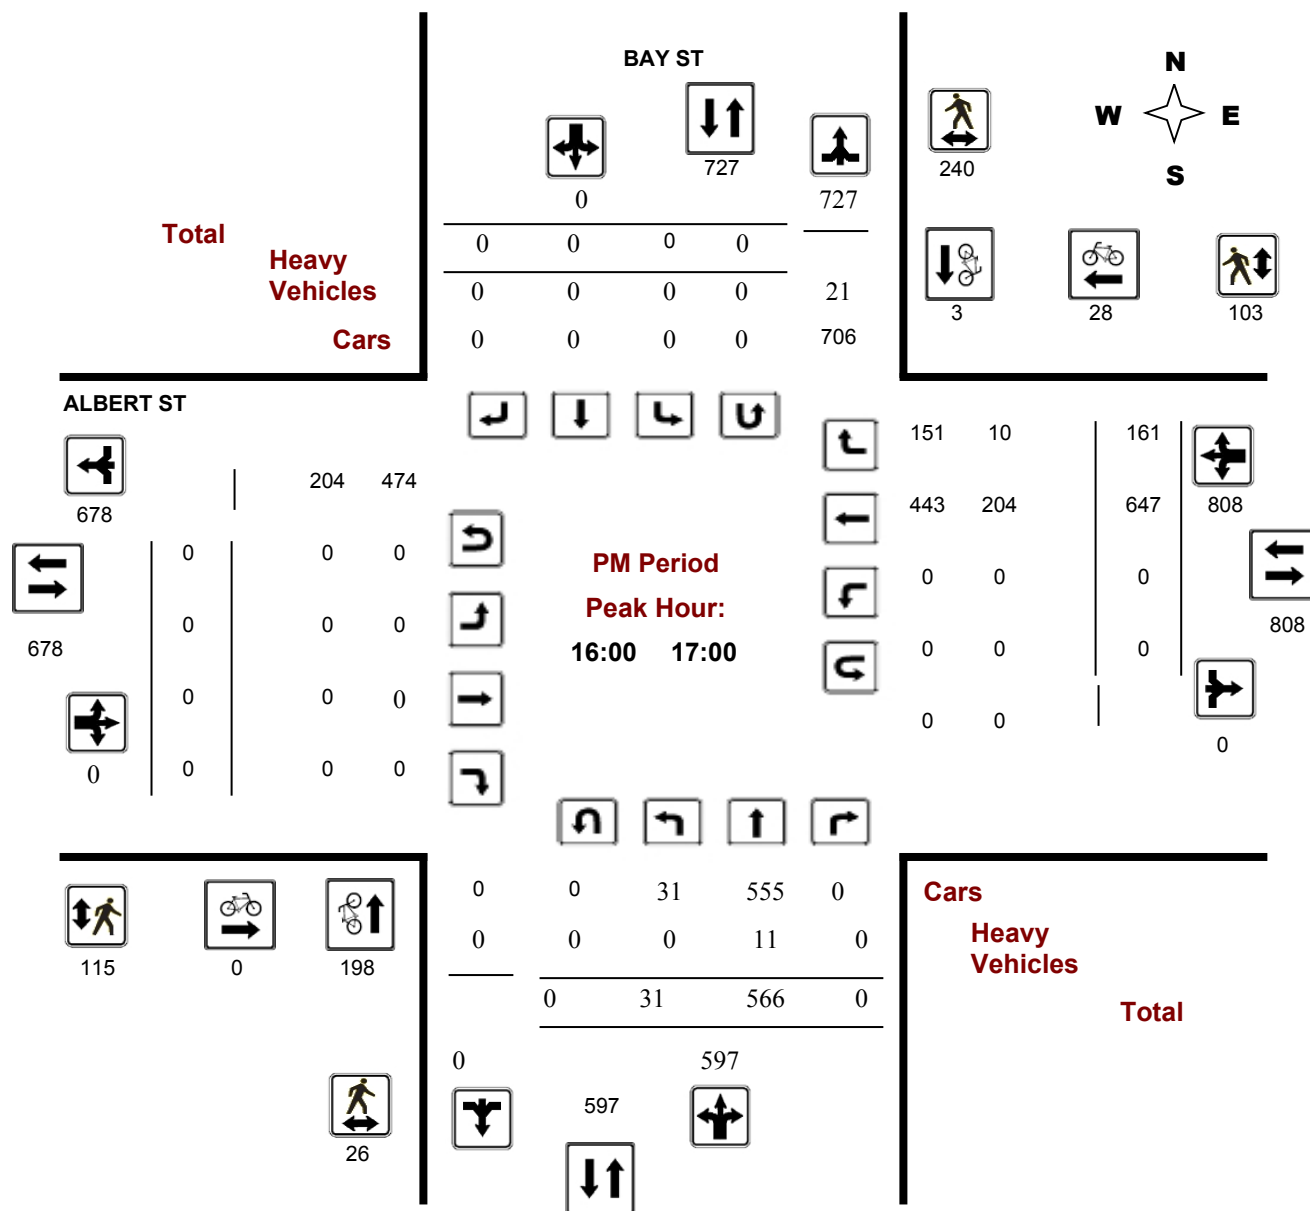 BAY ST
N
W E
S
727
240
0 727
Total
0 0 0 0
Heavy
Vehicles
0 0 0 0 21
3 28 103
Cars
0 0 0 0 706
ALBERT ST
151 10 161
204 474
678
443 204 647 808
0 0 0
PM Period
0 0 0
Peak Hour:
0 0 0
808
678
16:00 17:00
0 0 0
0 0 0
0 0
0
0
0 0 0
0 0 31 555 0
Cars
0 0 0 11 0
Heavy
Vehicles
115 0 198
0 31 566 0
Total
0 597
597
26